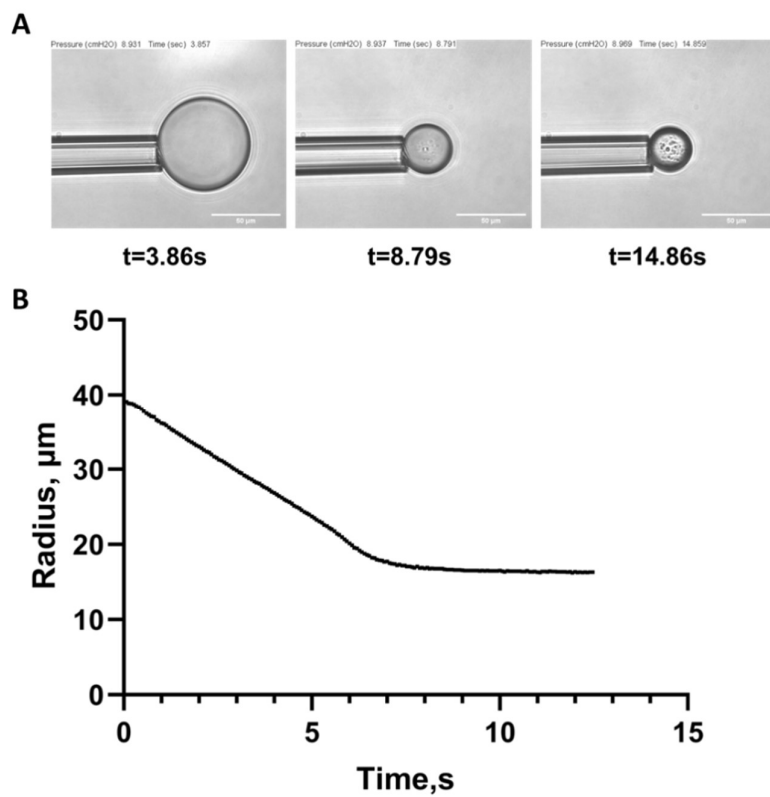 A
Pressure (cmH2O) 8.931 Time (sec) 3.857
Pressure (cmH2O) 8.937 Time (sec) 8.791
Pressure (cmH2O) 8.969 Time (sec) 14.859
50 µm
50 µm
50 µm
t=3.86s
t=8.79s
t=14.86s
B
50
40
30
20
10
0
Radius, µm
0
5
10
15
Time,s